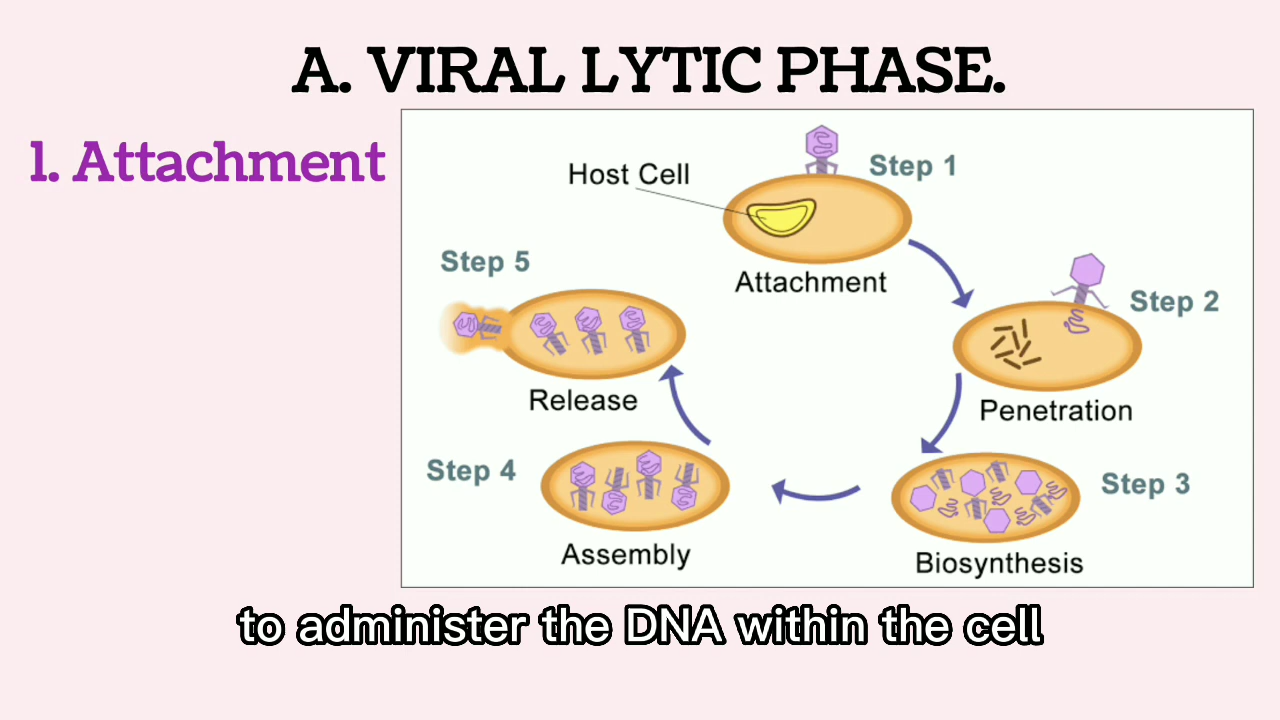 A. VIRAL LYTIC PHASE.
1. Attachment
Host Cell
Step 1
Attachment
Step 2
Penetration
Step 3
Biosynthesis
Step 4
Assembly
Step 5
Release
to administer the DNA within the cell